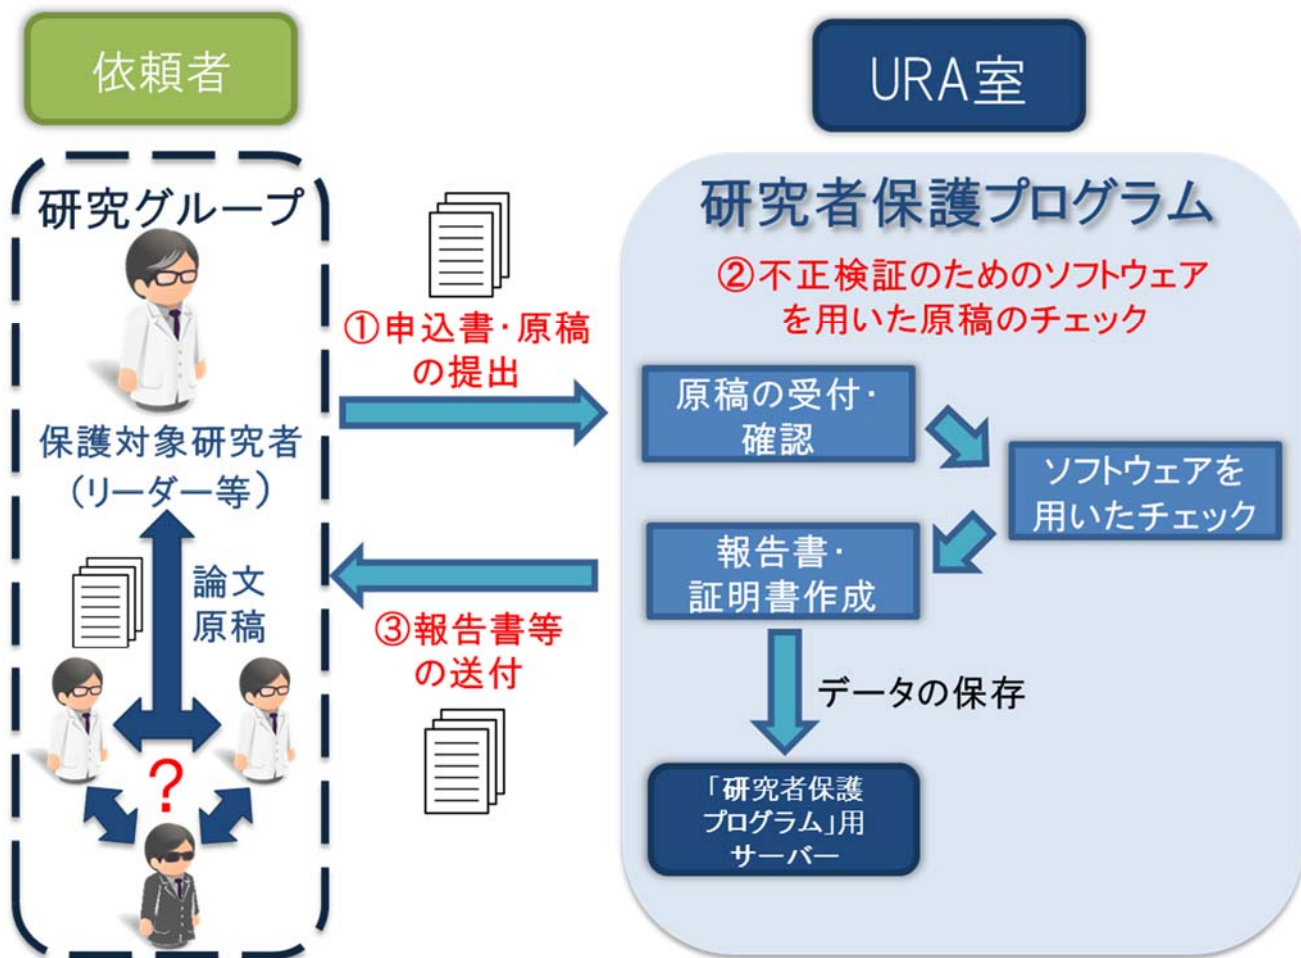 依頼者
研究グループ
保護対象研究者
(リーダー等)
論文
原稿
?
①申込書・原稿
の提出
③報告書等
の送付
URA室
研究者保護プログラム
②不正検証のためのソフトウェア
を用いた原稿のチェック
原稿の受付・
確認
ソフトウェアを
用いたチェック
報告書・
証明書作成
データの保存
「研究者保護
プログラム」用
サーバー